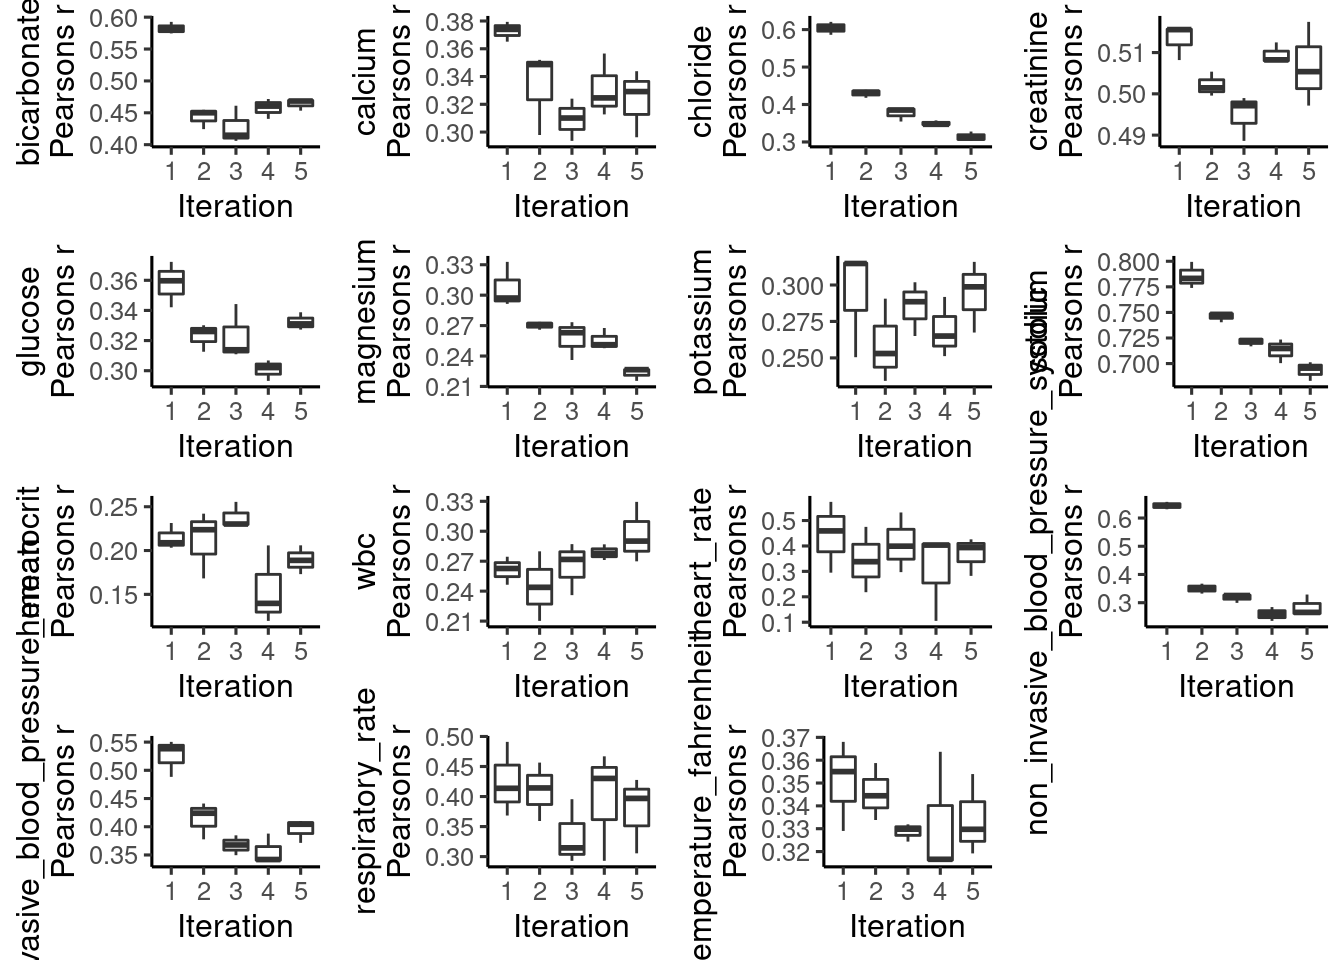 bicarbonate
Pearsons r
0.60
0.55
0.50
0.45
0.40
1 2 3 4 5
Iteration
calcium
Pearsons r
0.38
0.36
0.34
0.32
0.30
1 2 3 4 5
Iteration
chloride
Pearsons r
0.6
0.5
0.4
0.3
1 2 3 4 5
Iteration
creatinine
Pearsons r
0.51
0.50
0.49
1 2 3 4 5
Iteration
glucose
Pearsons r
0.36
0.34
0.32
0.30
1 2 3 4 5
Iteration
magnesium
Pearsons r
0.33
0.30
0.27
0.24
0.21
1 2 3 4 5
Iteration
potassium
Pearsons r
0.300
0.275
0.250
1 2 3 4 5
Iteration
Pearsons r
0.800
0.775
0.750
0.725
0.700
1 2 3 4 5
Iteration
Pearsons r
0.25
0.20
0.15
1 2 3 4 5
Iteration
wbc
Pearsons r
0.33
0.30
0.27
0.24
0.21
1 2 3 4 5
Iteration
heart_rate
Pearsons r
0.5
0.4
0.3
0.2
0.1
1 2 3 4 5
Iteration
non_invasive_blood_pressure_systolic
Pearsons r
0.6
0.5
0.4
0.3
1 2 3 4 5
Iteration
vasive_blood_pressure
Pearsons r
0.55
0.50
0.45
0.40
0.35
1 2 3 4 5
Iteration
respiratory_rate
Pearsons r
0.50
0.45
0.40
0.35
0.30
1 2 3 4 5
Iteration
emperature_fahrenheit
Pearsons r
0.37
0.36
0.35
0.34
0.33
0.32
1 2 3 4 5
Iteration